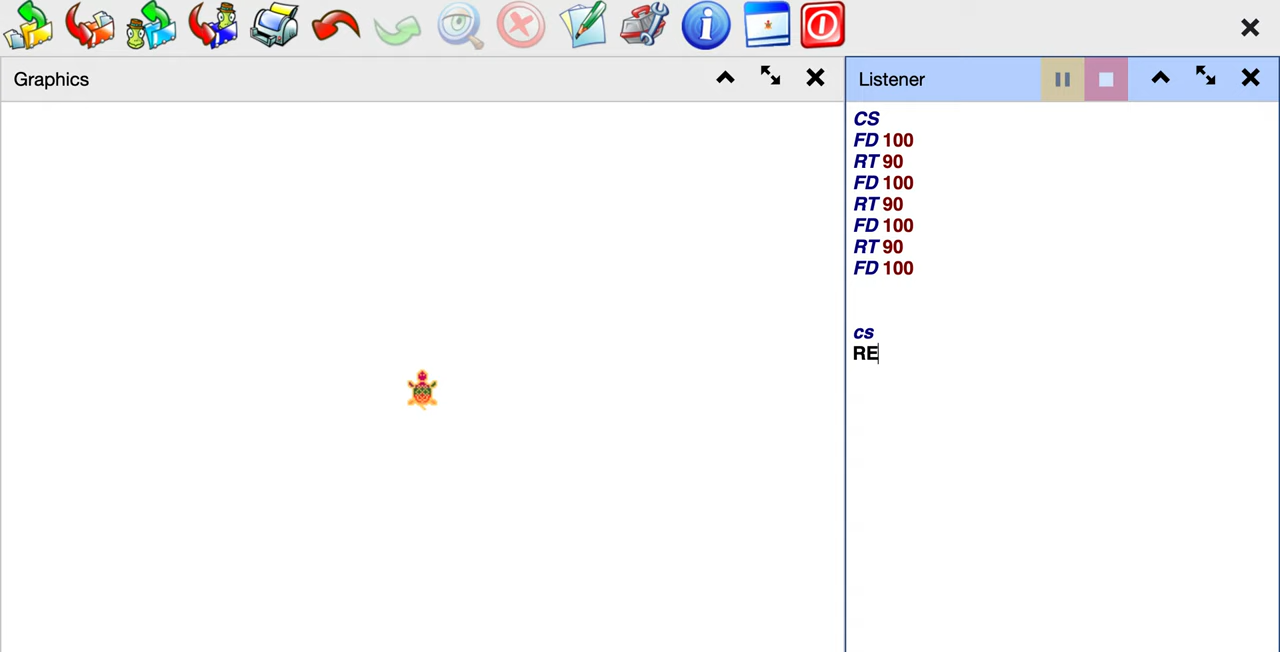 Graphics
Listener
CS
FD 100
RT 90
FD 100
RT 90
FD 100
RT 90
FD 100
cs
RE